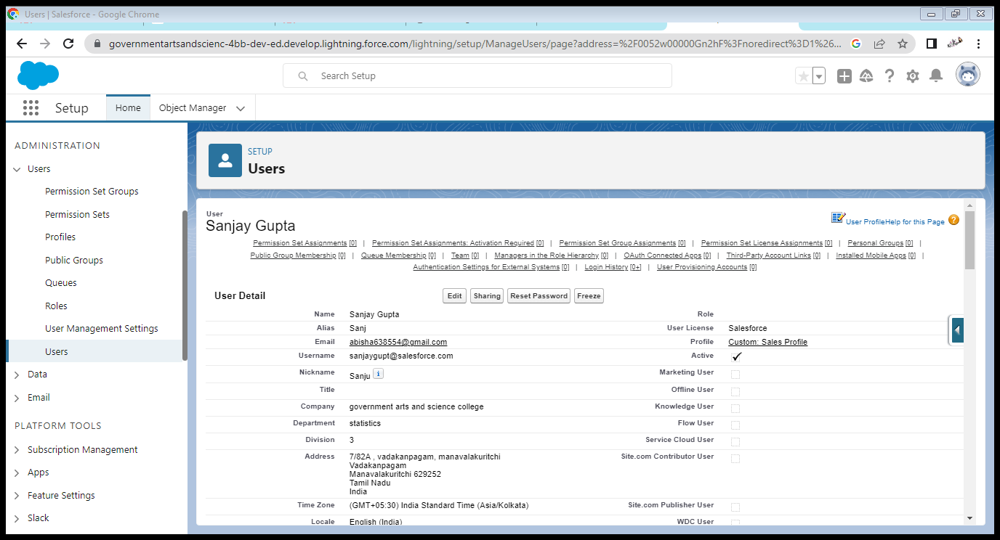 Users | Salesforce - Google Chrome
governmentartsandscienc-4bb-dev-ed.develop.lightning.force.com/lightning/setup/ManageUsers/page?address=%2F0052w00000Gn2hF%3Fnoredirect%3D1%26...
Search Setup
Setup
Home
Object Manager
ADMINISTRATION
Users
Permission Set Groups
Permission Sets
Profiles
Public Groups
Queues
Roles
User Management Settings
Users
Data
Email
PLATFORM TOOLS
Subscription Management
Apps
Feature Settings
Slack
SETUP
Users
User
Sanjay Gupta
User Profile Help for this Page ?
Permission Set Assignments [0] | Permission Set Assignments: Activation Required [0] | Permission Set Group Assignments [0] | Permission Set License Assignments [0] | Personal Groups [0] |
Public Group Membership [0] | Queue Membership [0] | Team [0] | Managers in the Role Hierarchy [0] | OAuth Connected Apps [0] | Third-Party Account Links [0] | Installed Mobile Apps [0] |
Authentication Settings for External Systems [0] | Login History [0+] | User Provisioning Accounts [0]
User Detail
Edit Sharing Reset Password Freeze
Name Sanjay Gupta Role
Alias Sanj User License Salesforce
Email abisha638554@gmail.com Profile Custom: Sales Profile
Username sanjaygupt@salesforce.com Active
Nickname Sanju i Marketing User
Title Offline User
Company government arts and science college Knowledge User
Department statistics Flow User
Division 3 Service Cloud User
Address 7/82A , vadakanpagam, manavalakuritchi Site.com Contributor User
Vadakanpagam
Manavalakuritchi 629252
Tamil Nadu
India
Time Zone (GMT+05:30) India Standard Time (Asia/Kolkata) Site.com Publisher User
Locale English (India) WDC User